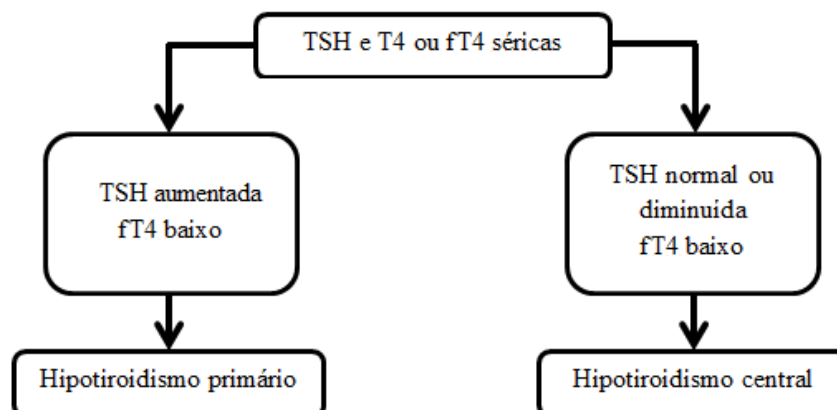 TSH e T4 ou fT4 séricas
TSH aumentada
fT4 baixo
TSH normal ou
diminuída
fT4 baixo
Hipotiroidismo primário
Hipotiroidismo central